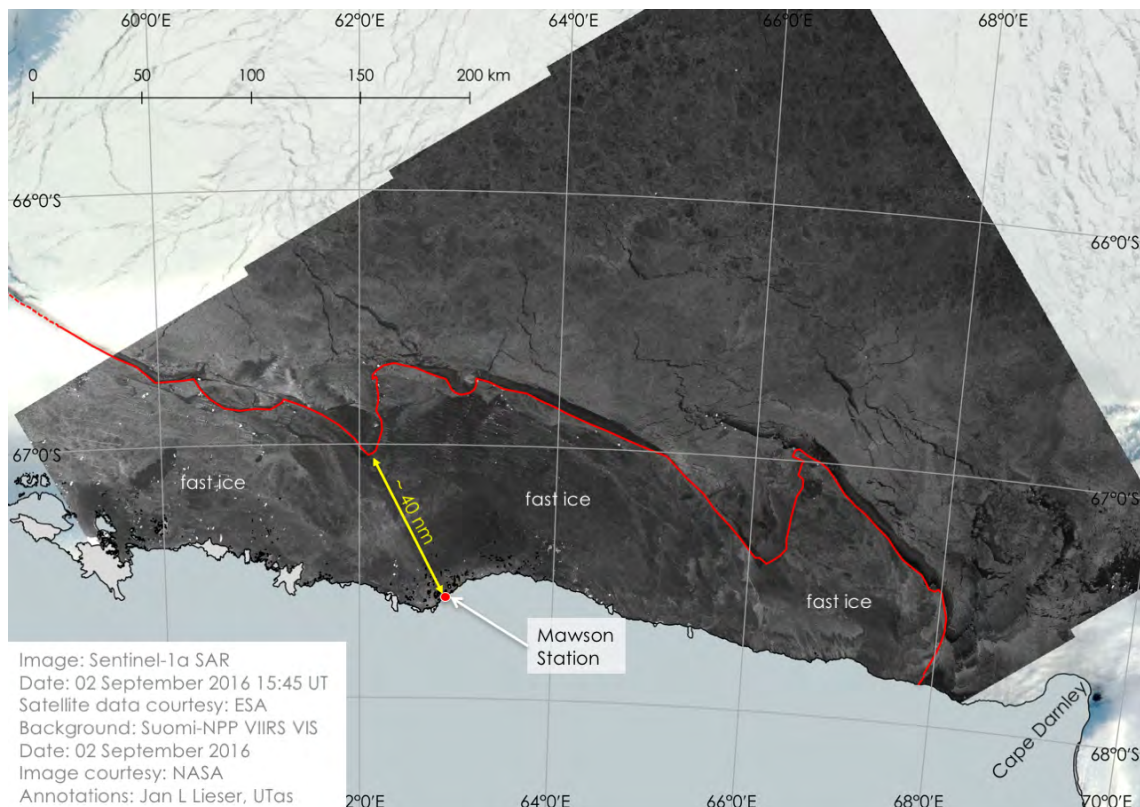 60°0'E 62°0'E 64°0'E 66°0'E 68°0'E
0 50 100 150 200 km
66°0'S
66°0'S
67°0'S
67°0'S
fast ice
fast ice
~ 40 nm
fast ice
Mawson
Station
Cape Darnley
68°0'S
Image: Sentinel-1a SAR
Date: 02 September 2016 15:45 UT
Satellite data courtesy: ESA
Background: Suomi-NPP VIIRS VIS
Date: 02 September 2016
Image courtesy: NASA
Annotations: Jan L Lieser, UTas
62°0'E 64°0'E 66°0'E 68°0'E 70°0'E